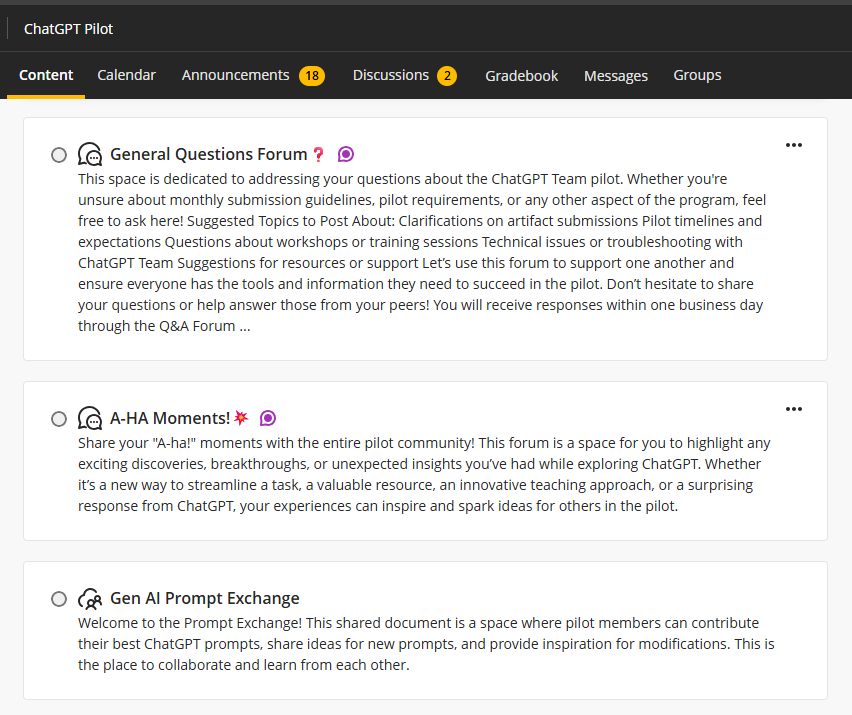 ChatGPT Pilot
Content Calendar Announcements 18 Discussions 2 Gradebook Messages Groups
General Questions Forum❓
This space is dedicated to addressing your questions about the ChatGPT Team pilot. Whether you're
unsure about monthly submission guidelines, pilot requirements, or any other aspect of the program, feel
free to ask here! Suggested Topics to Post About: Clarifications on artifact submissions Pilot timelines and
expectations Questions about workshops or training sessions Technical issues or troubleshooting with
ChatGPT Team Suggestions for resources or support Let’s use this forum to support one another and
ensure everyone has the tools and information they need to succeed in the pilot. Don’t hesitate to share
your questions or help answer those from your peers! You will receive responses within one business day
through the Q&A Forum ...
A-HA Moments!💥
Share your "A-ha!" moments with the entire pilot community! This forum is a space for you to highlight any
exciting discoveries, breakthroughs, or unexpected insights you’ve had while exploring ChatGPT. Whether
it’s a new way to streamline a task, a valuable resource, an innovative teaching approach, or a surprising
response from ChatGPT, your experiences can inspire and spark ideas for others in the pilot.
Gen AI Prompt Exchange
Welcome to the Prompt Exchange! This shared document is a space where pilot members can contribute
their best ChatGPT prompts, share ideas for new prompts, and provide inspiration for modifications. This is
the place to collaborate and learn from each other.